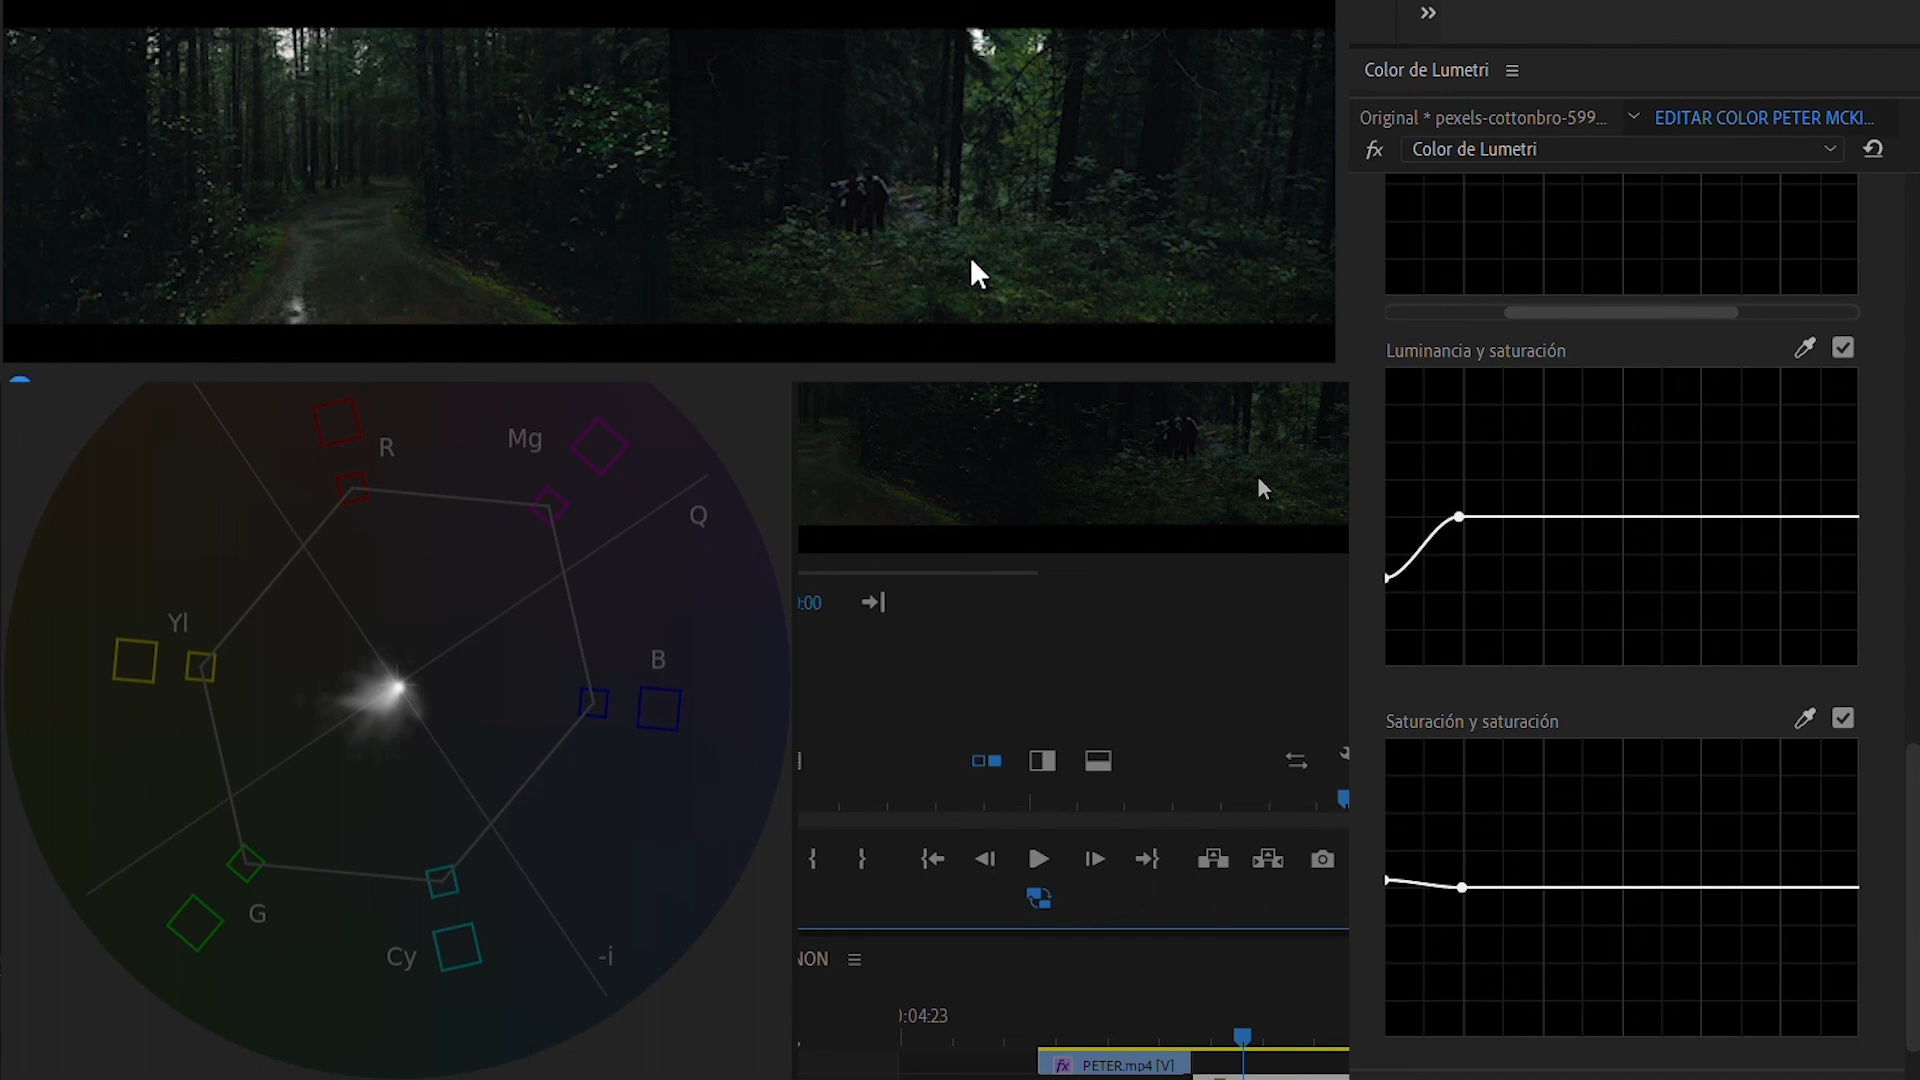 Color de Lumetri
Original * pexels-cottonbro-599...
EDITAR COLOR PETER MCKI...
fx
Color de Lumetri
Luminancia y saturación
R
Mg
Q
Yl
B
G
Cy
-i
:00
Saturación y saturación
NON
:04:23
fx PETER.mp4 [V]